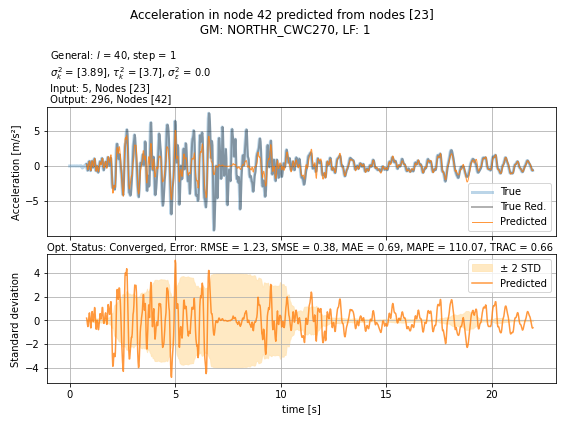 Acceleration in node 42 predicted from nodes [23]
GM: NORTHR_CWC270, LF: 1
General: l = 40, step = 1
σ²ₖ = [3.89], τ²ₖ = [3.7], σ²ε = 0.0
Input: 5, Nodes [23]
Output: 296, Nodes [42]
Acceleration [m/s²]
5
0
−5
True
True Red.
Predicted
Opt. Status: Converged, Error: RMSE = 1.23, SMSE = 0.38, MAE = 0.69, MAPE = 110.07, TRAC = 0.66
Standard deviation
4
2
0
−2
−4
± 2 STD
Predicted
0 5 10 15 20
time [s]